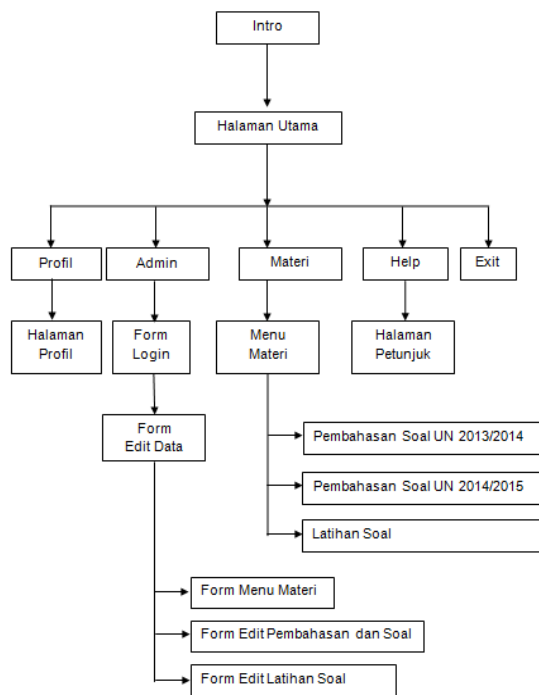 Intro
Halaman Utama
Profil
Admin
Materi
Help
Exit
Halaman
Profil
Form
Login
Menu
Materi
Halaman
Petunjuk
Form
Edit Data
Pembahasan Soal UN 2013/2014
Pembahasan Soal UN 2014/2015
Latihan Soal
Form Menu Materi
Form Edit Pembahasan dan Soal
Form Edit Latihan Soal